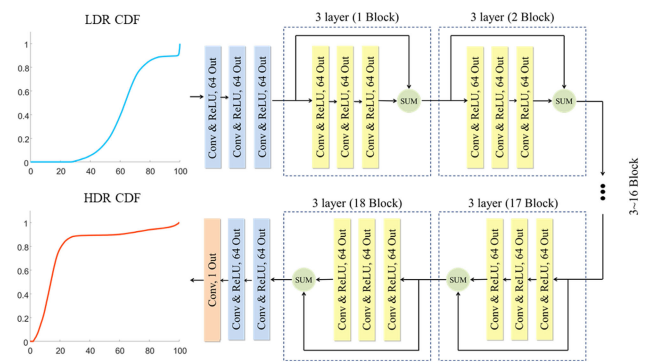 LDR CDF
1
0.8
0.6
0.4
0.2
0
0 20 40 60 80 100
Conv & ReLU, 64 Out
Conv & ReLU, 64 Out
Conv & ReLU, 64 Out
3 layer (1 Block)
Conv & ReLU, 64 Out
Conv & ReLU, 64 Out
Conv & ReLU, 64 Out
SUM
3 layer (2 Block)
Conv & ReLU, 64 Out
Conv & ReLU, 64 Out
Conv & ReLU, 64 Out
SUM
3~16 Block
HDR CDF
1
0.8
0.6
0.4
0.2
0
0 20 40 60 80 100
Conv, 1 Out
Conv & ReLU, 64 Out
Conv & ReLU, 64 Out
3 layer (18 Block)
SUM
Conv & ReLU, 64 Out
Conv & ReLU, 64 Out
Conv & ReLU, 64 Out
3 layer (17 Block)
SUM
Conv & ReLU, 64 Out
Conv & ReLU, 64 Out
Conv & ReLU, 64 Out